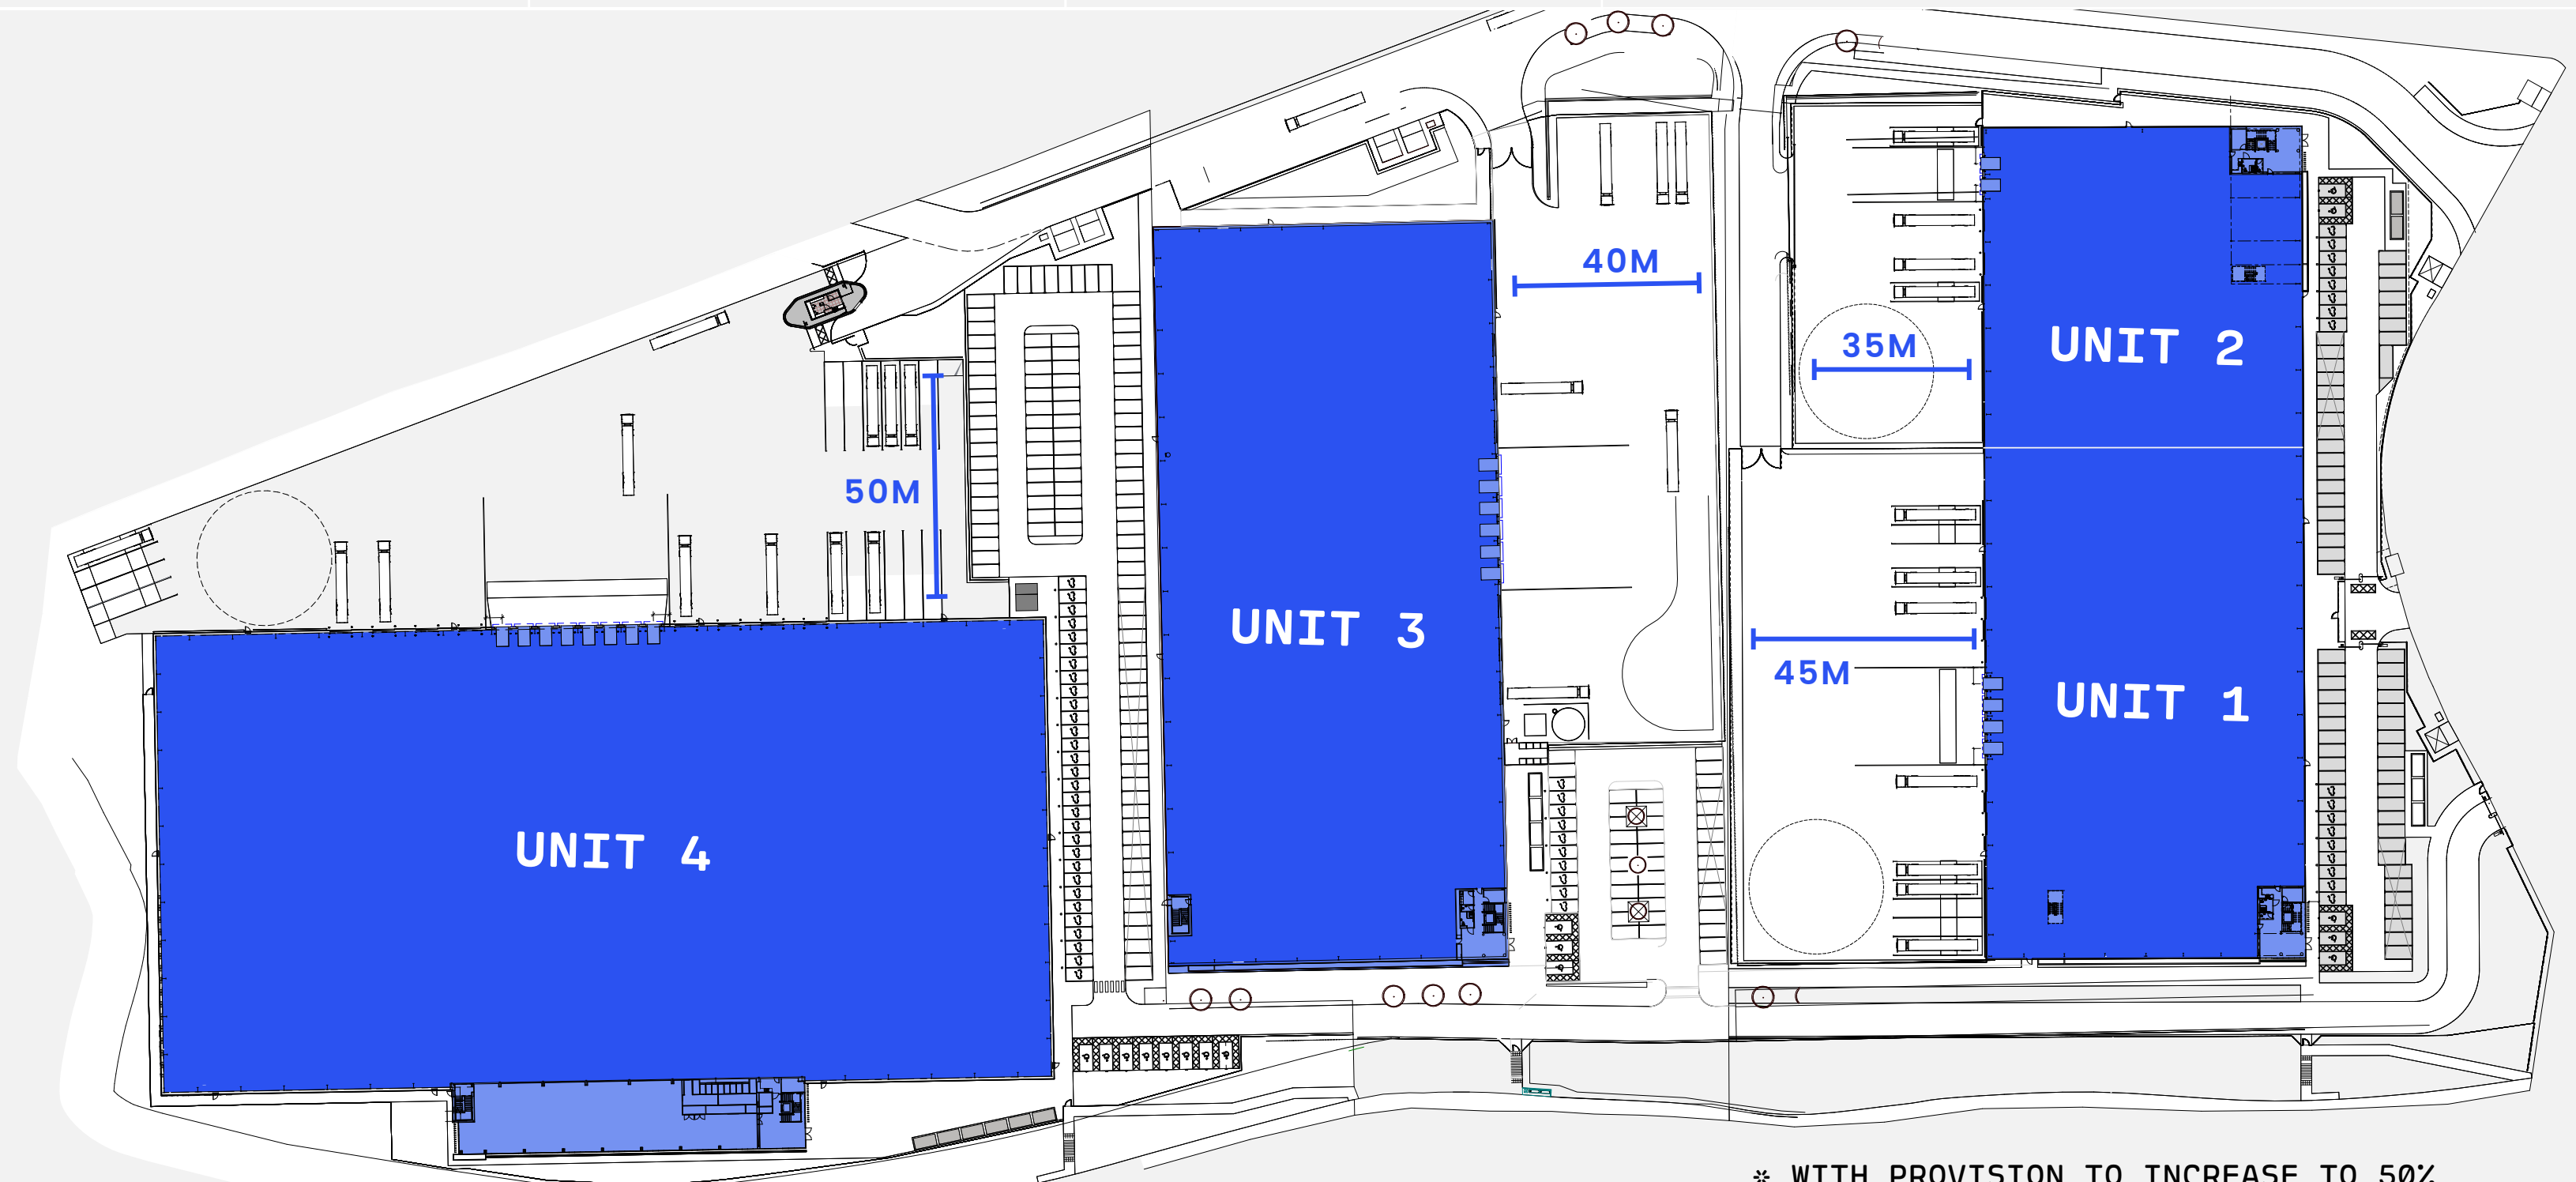 40M
35M
UNIT 2
50M
UNIT 3
45M
UNIT 1
UNIT 4
* WITH PROVISION TO INCREASE TO 50%